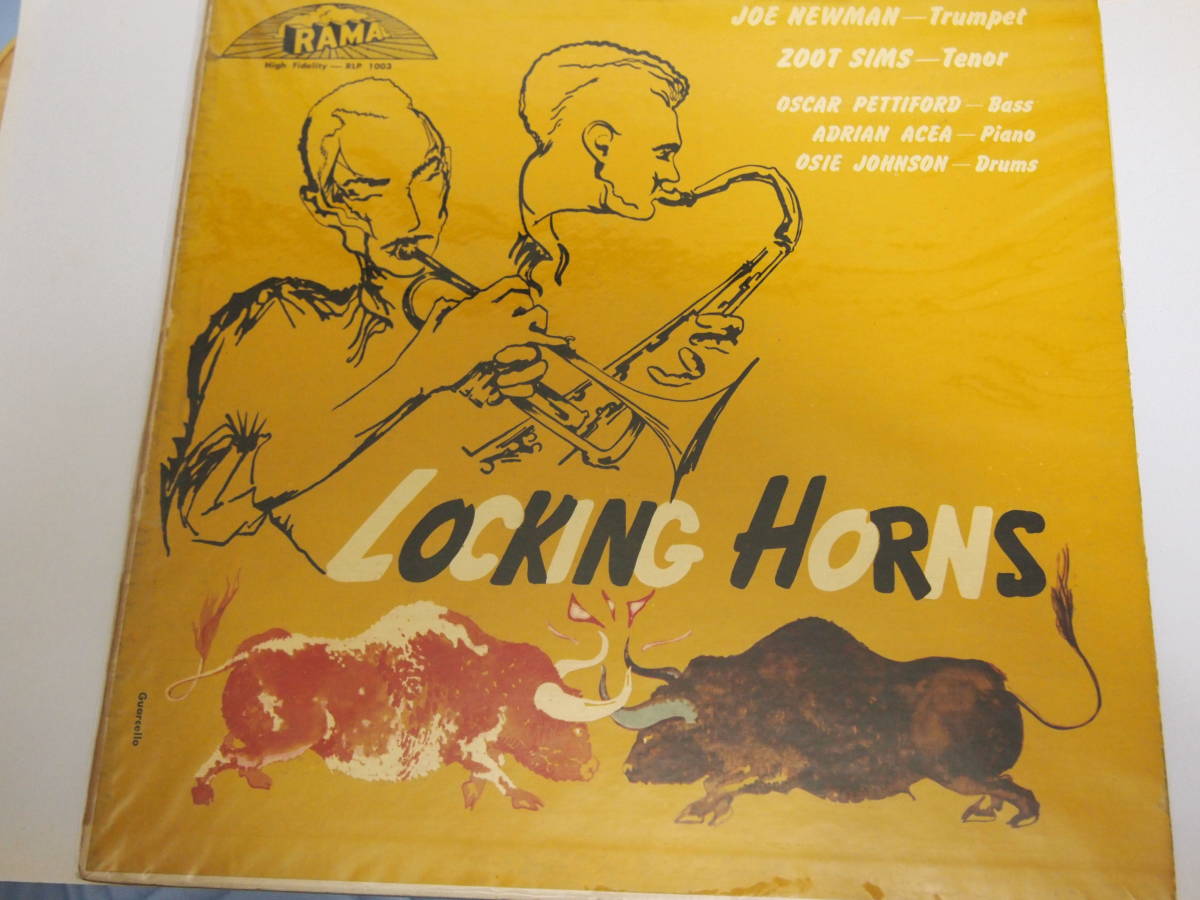 RAMA
High Fidelity — RLP 1003
JOE NEWMAN — Trumpet
ZOOT SIMS — Tenor
OSCAR PETTIFORD — Bass
ADRIAN ACEA — Piano
OSIE JOHNSON — Drums
LOCKING HORNS
Guarcello